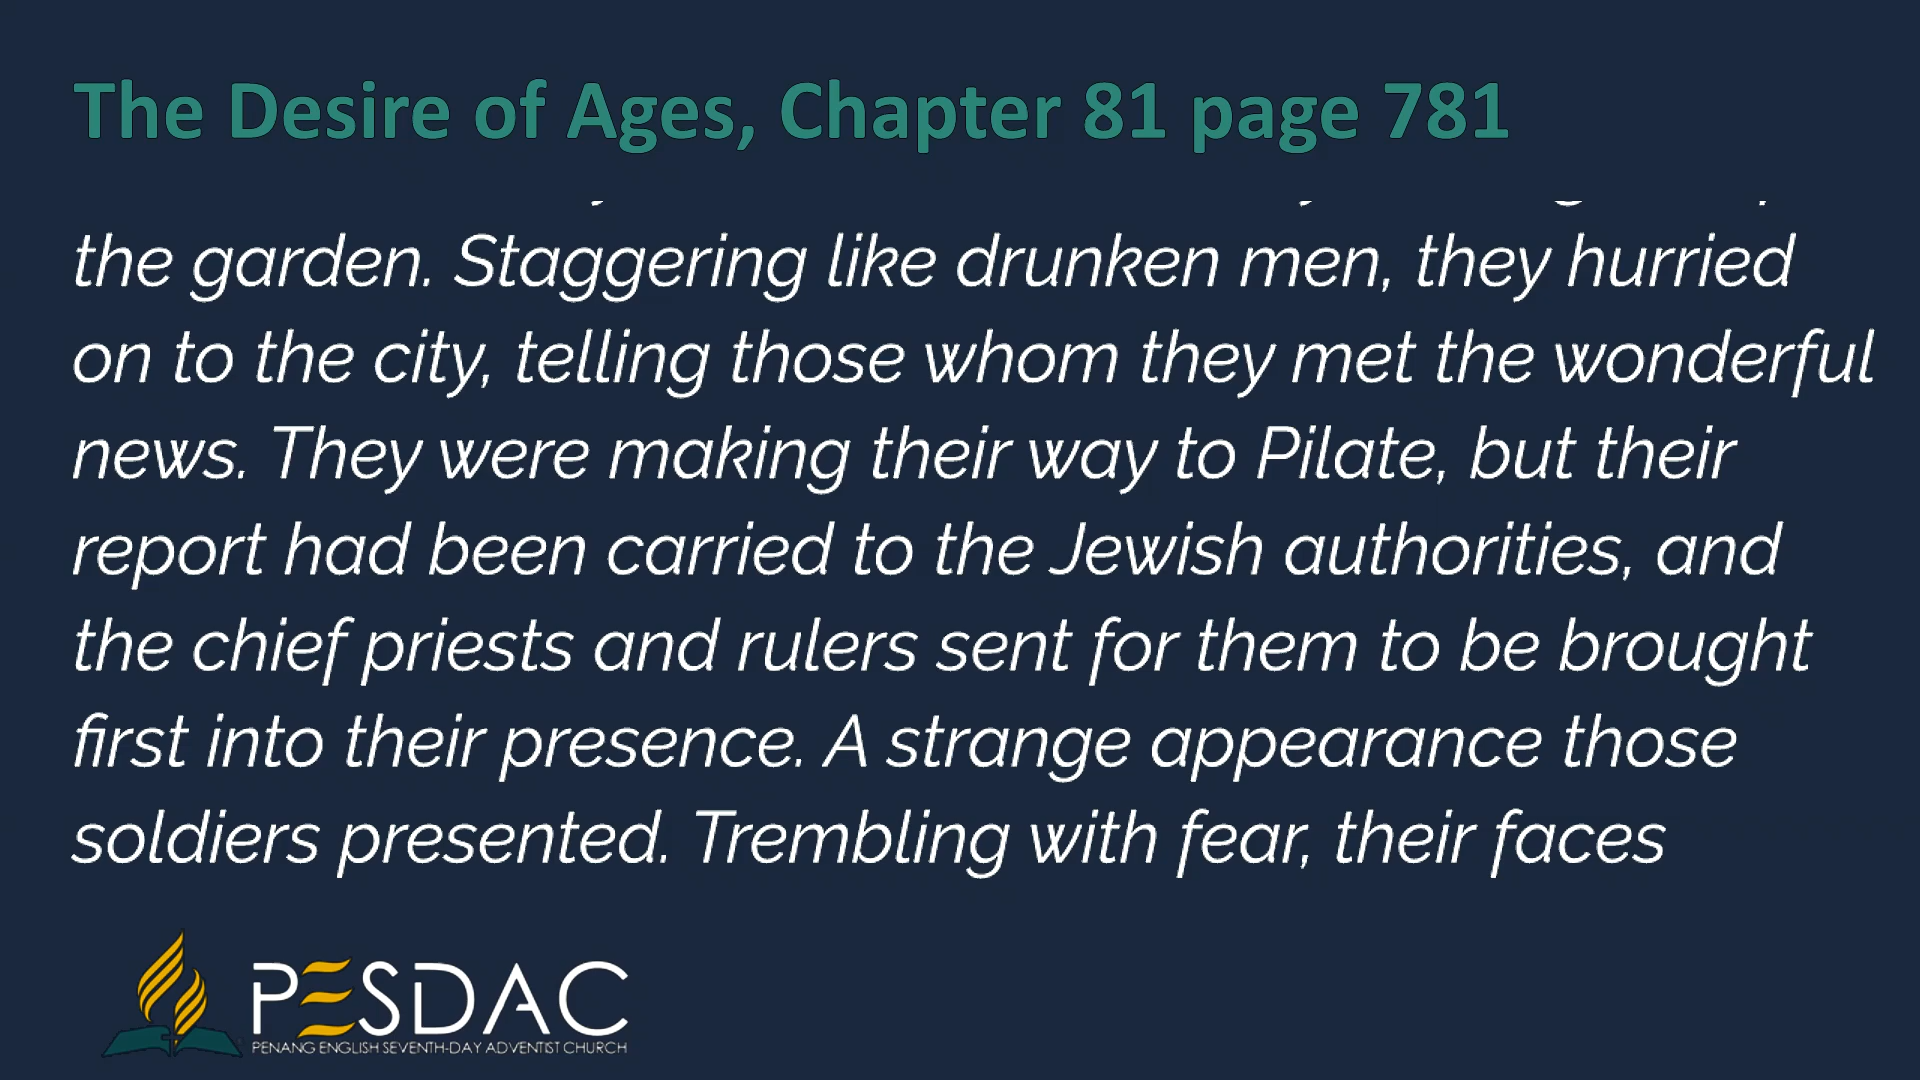 The Desire of Ages, Chapter 81 page 781
the garden. Staggering like drunken men, they hurried
on to the city, telling those whom they met the wonderful
news. They were making their way to Pilate, but their
report had been carried to the Jewish authorities, and
the chief priests and rulers sent for them to be brought
first into their presence. A strange appearance those
soldiers presented. Trembling with fear, their faces
PESDAC
PENANG ENGLISH SEVENTH-DAY ADVENTIST CHURCH